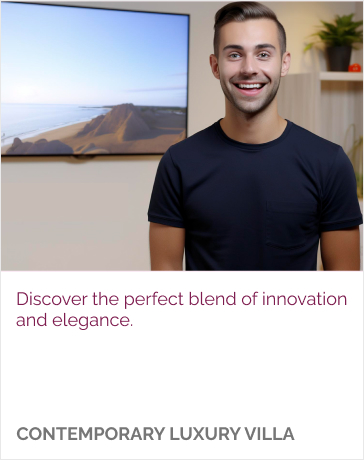 Discover the perfect blend of innovation
and elegance.
CONTEMPORARY LUXURY VILLA